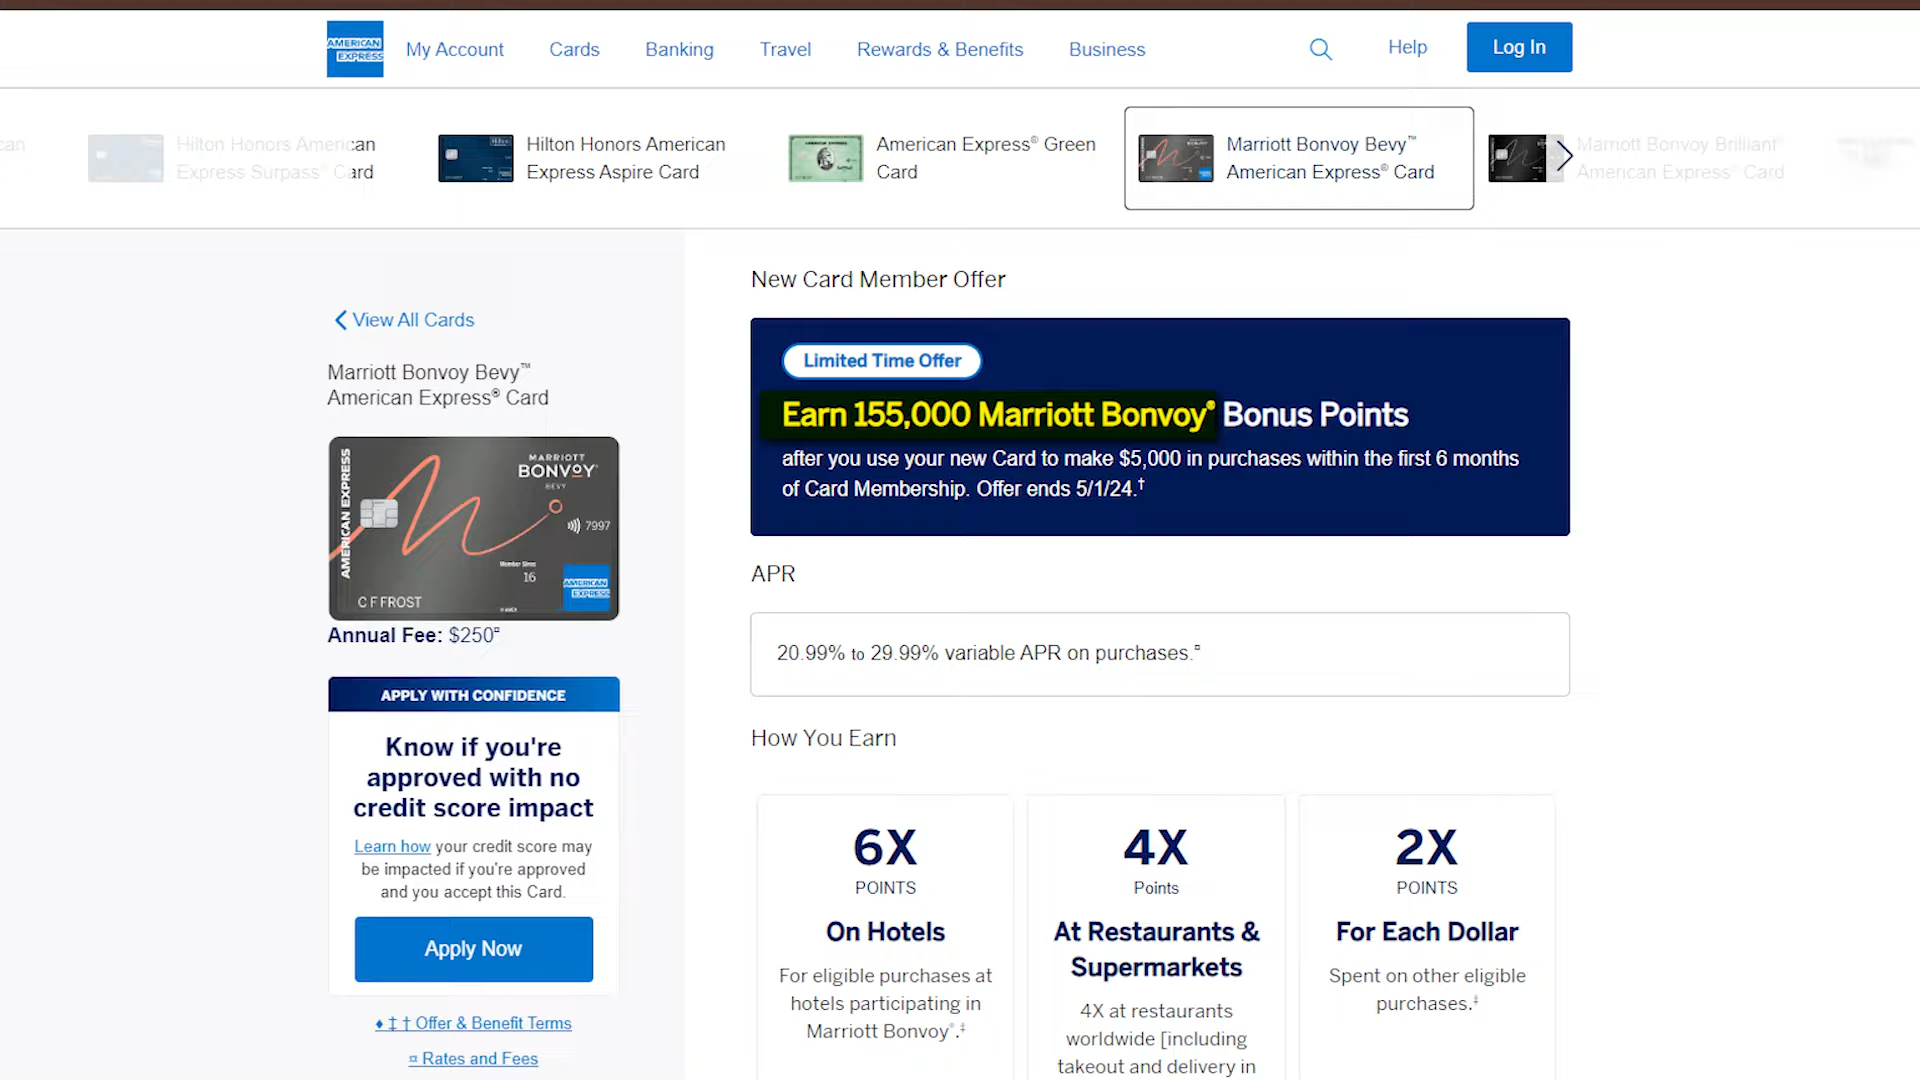 AMERICAN
EXPRESS
My Account
Cards
Banking
Travel
Rewards & Benefits
Business
Help
Log In
can
Hilton Honors American
Express Surpass® Card
Hilton Honors American
Express Aspire Card
American Express® Green
Card
Marriott Bonvoy Bevy™
American Express® Card
Marriott Bonvoy Brilliant™
American Express® Card
View All Cards
Marriott Bonvoy Bevy™
American Express® Card
AMERICAN EXPRESS
MARRIOTT
BONVOY®
BEVY
7997
Member Since
16
C F FROST
AMERICAN
EXPRESS
Annual Fee: $250¤
APPLY WITH CONFIDENCE
Know if you're
approved with no
credit score impact
Learn how your credit score may
be impacted if you're approved
and you accept this Card.
Apply Now
♦ ‡ † Offer & Benefit Terms
¤ Rates and Fees
New Card Member Offer
Limited Time Offer
Earn 155,000 Marriott Bonvoy® Bonus Points
after you use your new Card to make $5,000 in purchases within the first 6 months
of Card Membership. Offer ends 5/1/24.†
APR
20.99% to 29.99% variable APR on purchases.¤
How You Earn
6X
POINTS
On Hotels
For eligible purchases at
hotels participating in
Marriott Bonvoy®.‡
4X
Points
At Restaurants &
Supermarkets
4X at restaurants
worldwide [including
takeout and delivery in
2X
POINTS
For Each Dollar
Spent on other eligible
purchases.‡